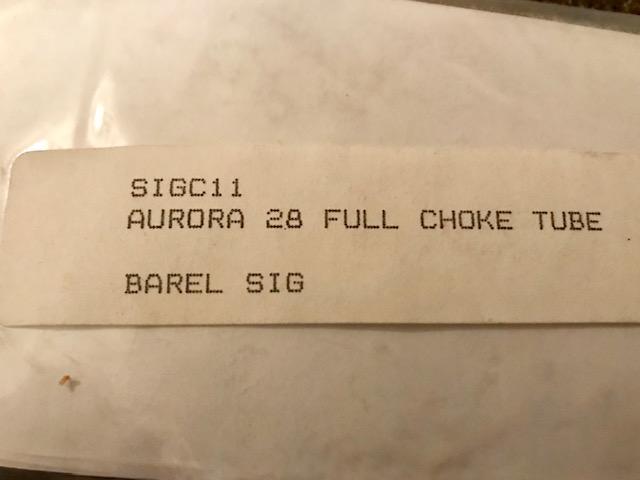 SIGC11
AURORA 28 FULL CHOKE TUBE
BAREL SIG